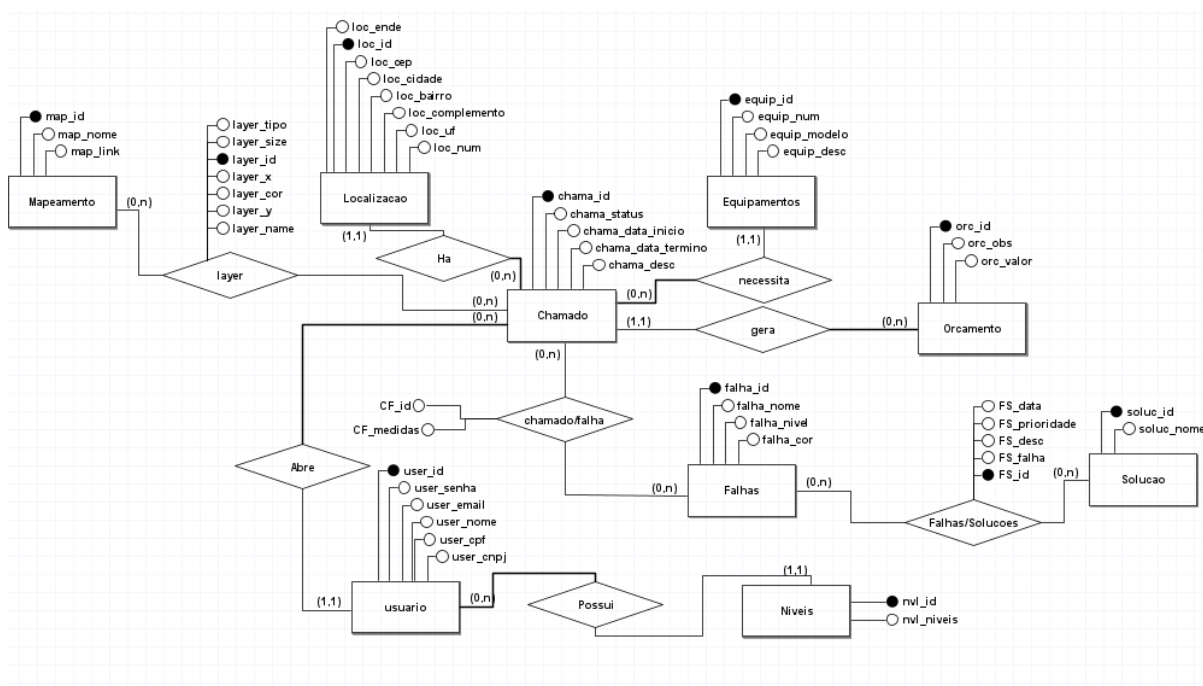 loc_ende
loc_id
loc_cep
loc_cidade
loc_bairro
loc_complemento
loc_uf
loc_num
map_id
map_nome
map_link
layer_tipo
layer_size
layer_id
layer_x
layer_cor
layer_y
layer_name
equip_id
equip_num
equip_modelo
equip_desc
Mapeamento
(0,n)
Localizacao
(1,1)
chama_id
chama_status
chama_data_inicio
chama_data_termino
chama_desc
Equipamentos
(1,1)
orc_id
orc_obs
orc_valor
layer
Ha
(0,n)
necessita
(0,n)
(0,n)
(0,n)
Chamado
(1,1)
gera
(0,n)
Orcamento
(0,n)
CF_id
CF_medidas
chamado/falha
falha_id
falha_nome
falha_nivel
falha_cor
FS_data
FS_prioridade
FS_desc
FS_falha
FS_id
soluc_id
soluc_nome
Abre
user_id
user_senha
user_email
user_nome
user_cpf
user_cnpj
(0,n)
Falhas
(0,n)
(0,n)
Solucao
Falhas/Solucoes
(1,1)
usuario
(0,n)
Possui
(1,1)
Niveis
nvl_id
nvl_niveis